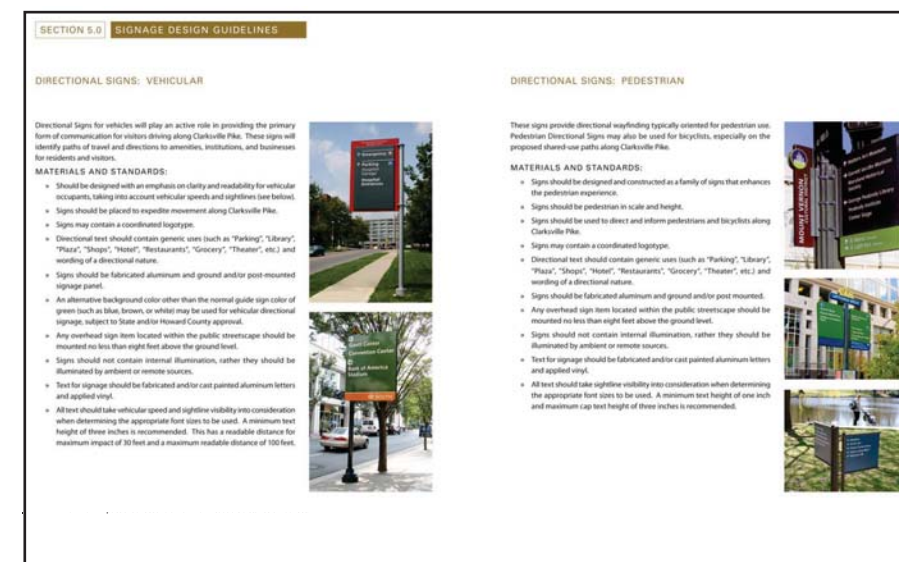 SECTION 5.0 SIGNAGE DESIGN GUIDELINES
DIRECTIONAL SIGNS: VEHICULAR
Directional Signs for vehicles will play an active role in providing the primary
form of communication for visitors driving along Clarksville Pike. These signs will
identify paths of travel and directions to amenities, institutions, and businesses
for residents and visitors.
MATERIALS AND STANDARDS:
» Should be designed with an emphasis on clarity and readability for vehicular
occupants, taking into account vehicular speeds and sightlines (see below).
» Signs should be placed to expedite movement along Clarksville Pike.
» Signs may contain a coordinated logotype.
» Directional text should contain generic uses (such as "Parking", "Library",
"Plaza", "Shops", "Hotel", "Restaurants", "Grocery", "Theater", etc.) and
wording of a directional nature.
» Signs should be fabricated aluminum and ground and/or post-mounted
signage panel.
» An alternative background color other than the normal guide sign color of
green (such as blue, brown, or white) may be used for vehicular directional
signage, subject to State and/or Howard County approval.
» Any overhead sign item located within the public streetscape should be
mounted no less than eight feet above the ground level.
» Signs should not contain internal illumination, rather they should be
illuminated by ambient or remote sources.
» Text for signage should be fabricated and/or cast painted aluminum letters
and applied vinyl.
» All text should take vehicular speed and sightline visibility into consideration
when determining the appropriate font sizes to be used. A minimum text
height of three inches is recommended. This has a readable distance for
maximum impact of 30 feet and a maximum readable distance of 100 feet.
Emergency
Parking
Hospital
Entrances
Court Center
Convention Center
Bank of America
Stadium
DIRECTIONAL SIGNS: PEDESTRIAN
These signs provide directional wayfinding typically oriented for pedestrian use.
Pedestrian Directional Signs may also be used for bicyclists, especially on the
proposed shared-use paths along Clarksville Pike.
MATERIALS AND STANDARDS:
» Signs should be designed and constructed as a family of signs that enhances
the pedestrian experience.
» Signs should be pedestrian in scale and height.
» Signs should be used to direct and inform pedestrians and bicyclists along
Clarksville Pike.
» Signs may contain a coordinated logotype.
» Directional text should contain generic uses (such as "Parking", "Library",
"Plaza", "Shops", "Hotel", "Restaurants", "Grocery", "Theater", etc.) and
wording of a directional nature.
» Signs should be fabricated aluminum and ground and/or post mounted.
» Any overhead sign item located within the public streetscape should be
mounted no less than eight feet above the ground level.
» Signs should not contain internal illumination, rather they should be
illuminated by ambient or remote sources.
» Text for signage should be fabricated and/or cast painted aluminum letters
and applied vinyl.
» All text should take sightline visibility into consideration when determining
the appropriate font sizes to be used. A minimum text height of one inch
and maximum cap text height of three inches is recommended.
MOUNT VERNON